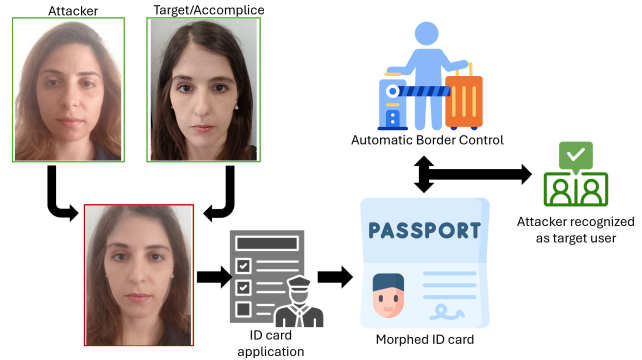 Attacker
Target/Accomplice
Automatic Border Control
PASSPORT
Attacker recognized
as target user
ID card
application
Morphed ID card